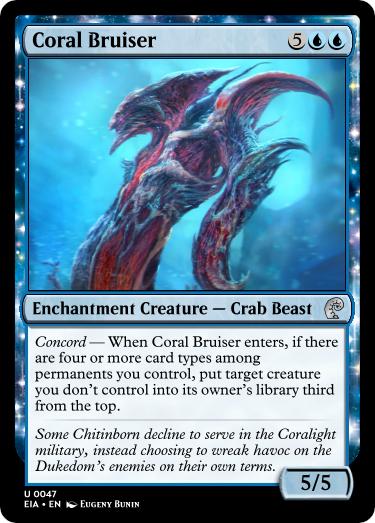 Coral Bruiser 5
Enchantment Creature — Crab Beast
Concord — When Coral Bruiser enters, if there
are four or more card types among
permanents you control, put target creature
you don't control into its owner's library third
from the top.
Some Chitinborn decline to serve in the Coralight
military, instead choosing to wreak havoc on the
Dukedom's enemies on their own terms.
5/5
U 0047
EIA • EN Eugeny Bunin